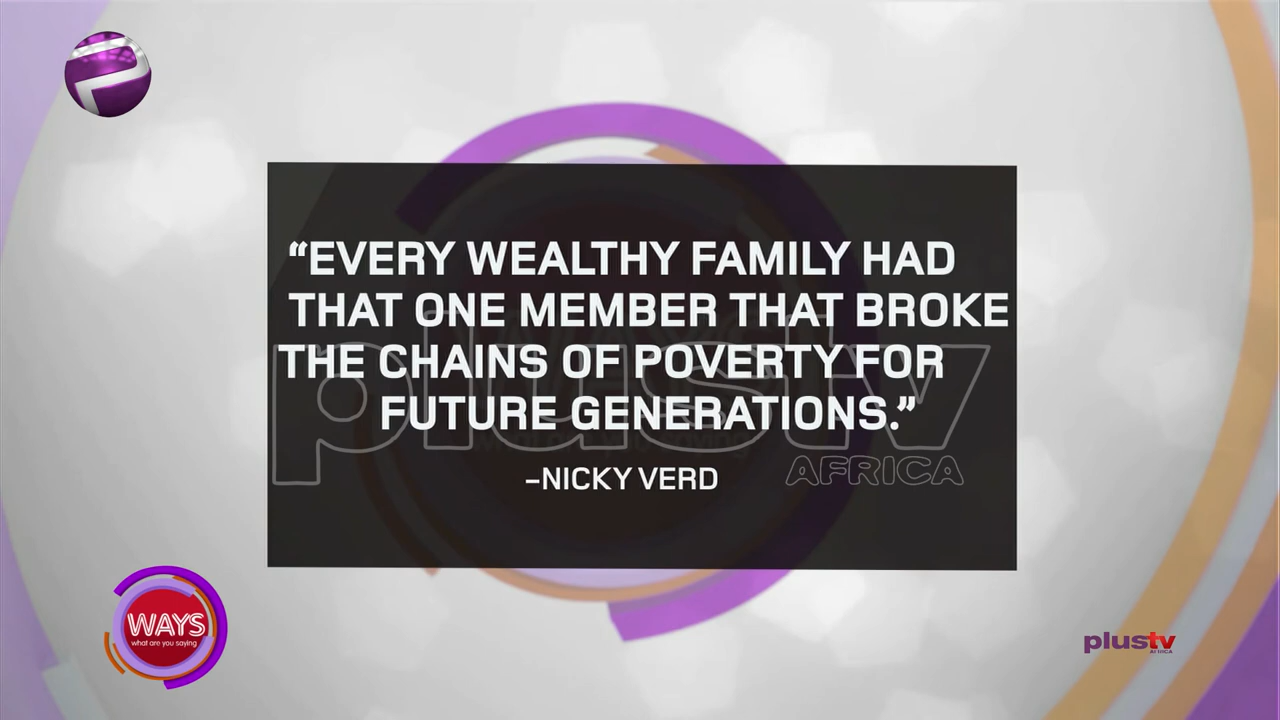 “EVERY WEALTHY FAMILY HAD
THAT ONE MEMBER THAT BROKE
THE CHAINS OF POVERTY FOR
FUTURE GENERATIONS.”
–NICKY VERD
plustv
AFRICA
WAYS
what are you saying
plustv
AFRICA